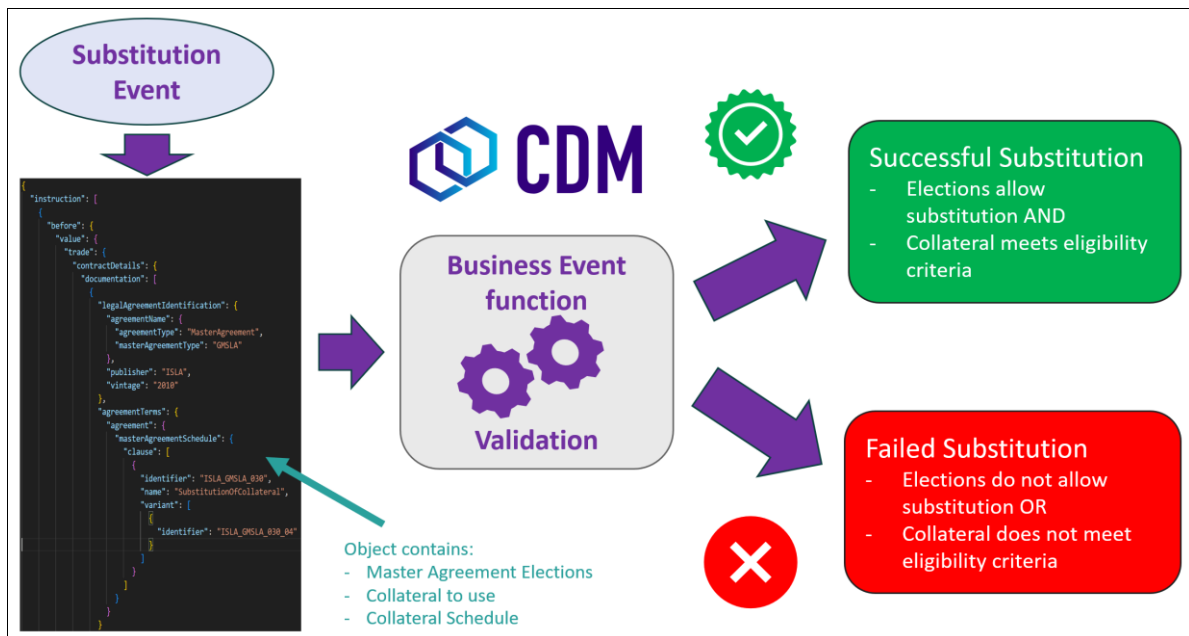 Substitution
Event
{
"instruction": [
{
"before": {
"value": {
"trade": {
"contractDetails": {
"documentation": [
{
"legalAgreementIdentification": {
"agreementName": {
"agreementType": "MasterAgreement",
"masterAgreementType": "GMSLA"
},
"publisher": "ISLA",
"vintage": "2010"
},
"agreementTerms": {
"agreement": {
"masterAgreementSchedule": {
"clause": [
{
"identifier": "ISLA_GMSLA_030",
"name": "SubstitutionOfCollateral",
"variant": [
{
"identifier": "ISLA_GMSLA_030_04"
}
]
}
]
}
}
}
CDM
Business Event
function
Validation
Object contains:
- Master Agreement Elections
- Collateral to use
- Collateral Schedule
Successful Substitution
- Elections allow
substitution AND
- Collateral meets eligibility
criteria
Failed Substitution
- Elections do not allow
substitution OR
- Collateral does not meet
eligibility criteria